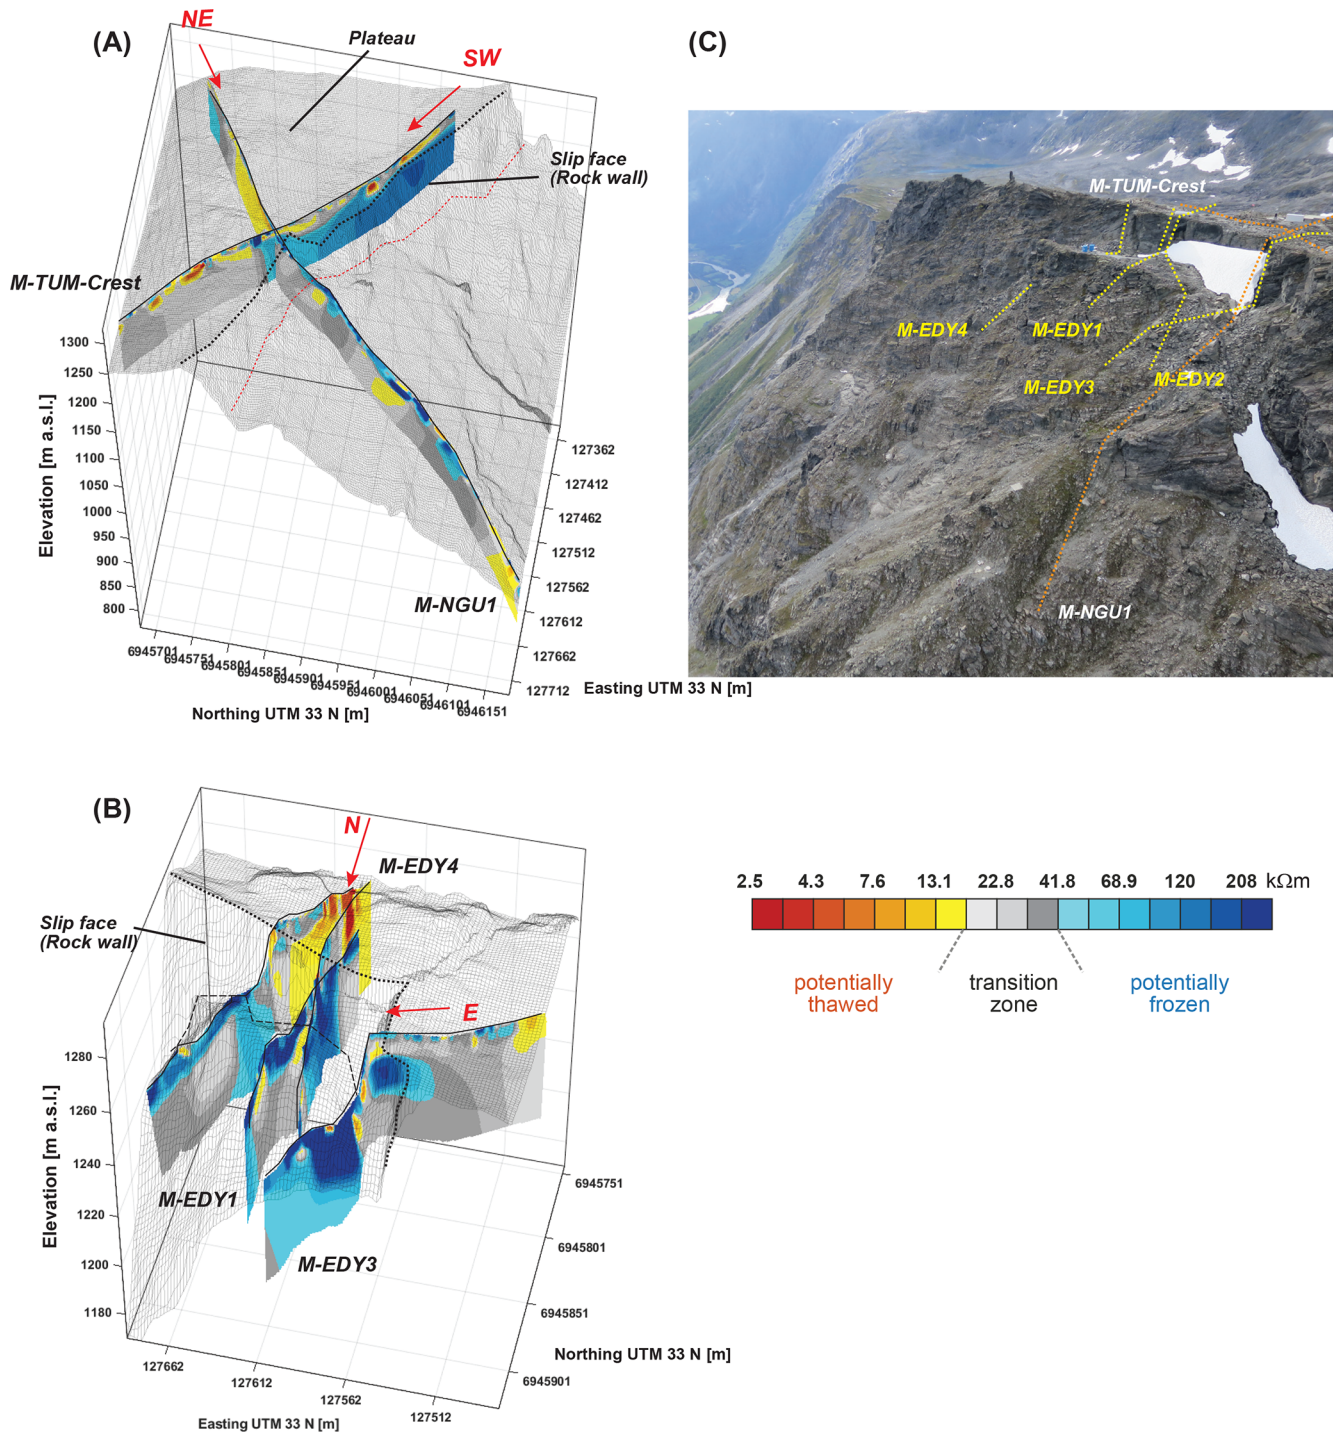 (A)
NE
Plateau
SW
Slip face
(Rock wall)
M-TUM-Crest
M-NGU1
Elevation [m a.s.l.]
1300
1250
1200
1150
1100
1050
1000
950
900
850
800
6945701
6945751
6945801
6945851
6945901
6945951
6946001
6946051
6946101
6946151
Northing UTM 33 N [m]
127362
127412
127462
127512
127562
127612
127662
127712
Easting UTM 33 N [m]
(C)
M-TUM-Crest
M-EDY4
M-EDY1
M-EDY3
M-EDY2
M-NGU1
(B)
N
M-EDY4
Slip face
(Rock wall)
E
M-EDY1
M-EDY3
Elevation [m a.s.l.]
1280
1260
1240
1220
1200
1180
127662
127612
127562
127512
Easting UTM 33 N [m]
6945751
6945801
6945851
6945901
Northing UTM 33 N [m]
2.5 4.3 7.6 13.1 22.8 41.8 68.9 120 208 kΩm
potentially
thawed
transition
zone
potentially
frozen